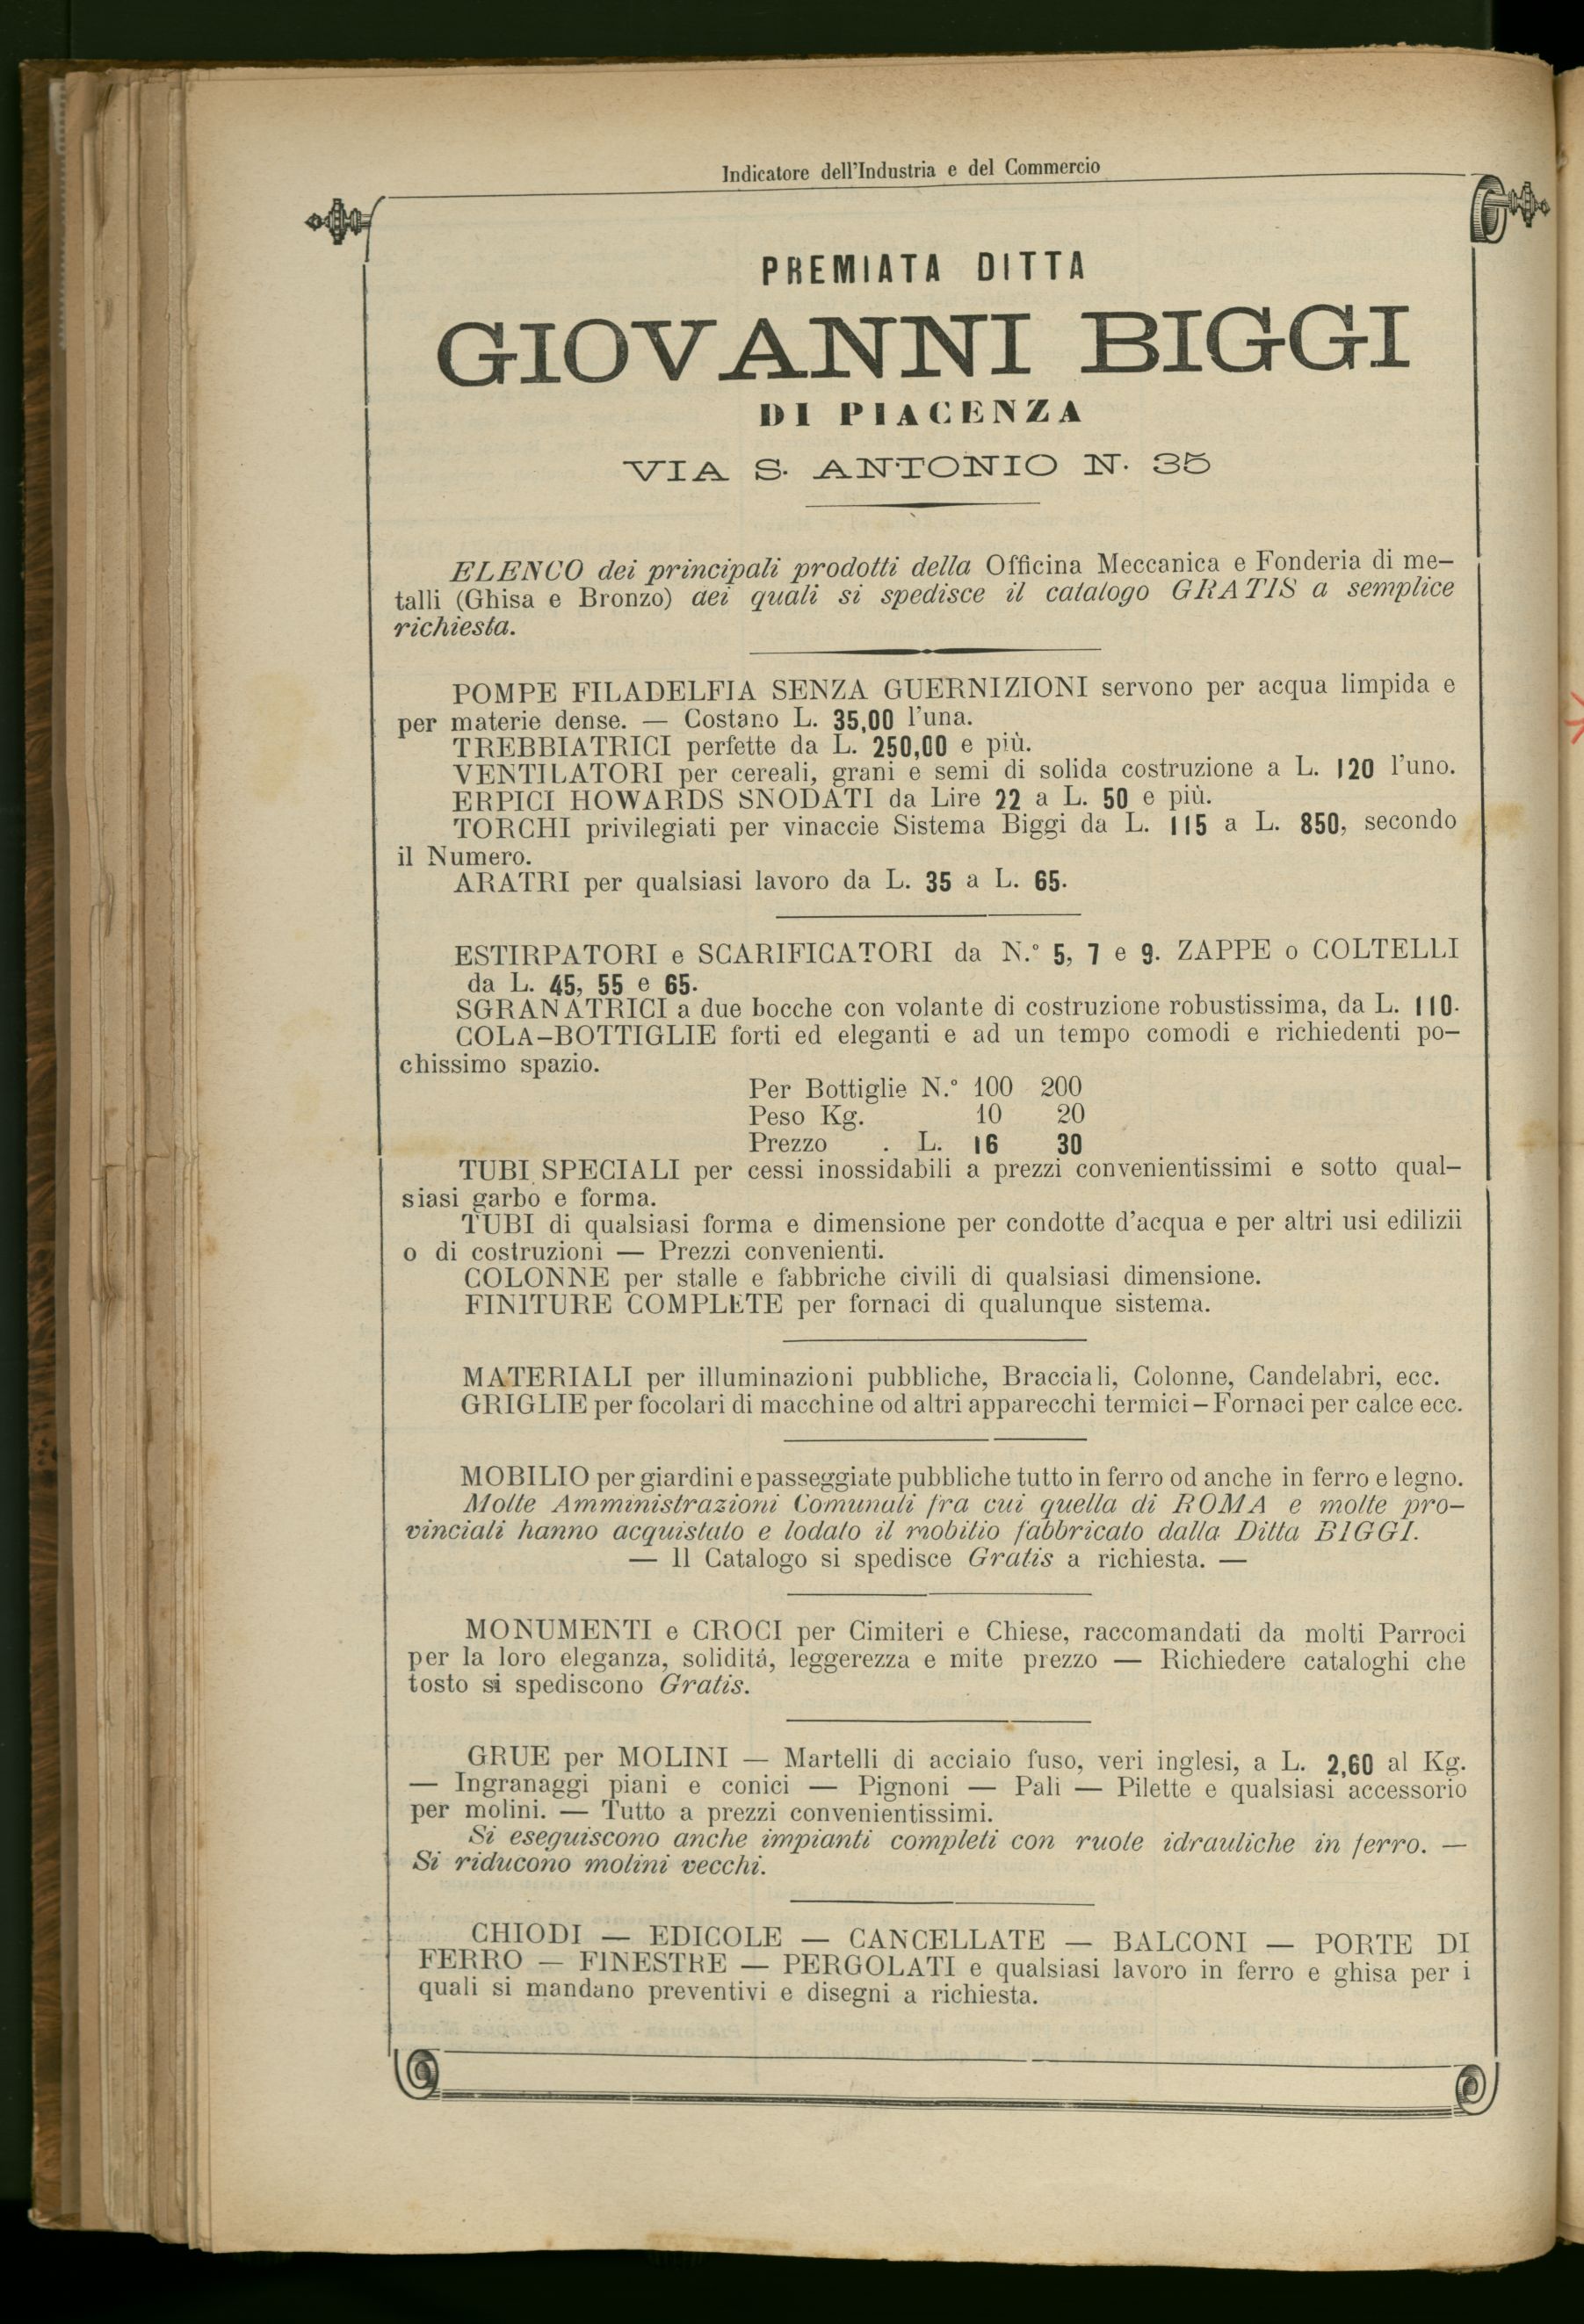 Indicatore dell'Industria e del Commercio
PREMIATA DITTA
GIOVANNI BIGGI
DI PIACENZA
VIA S. ANTONIO N. 35
ELENCO dei principali prodotti della Officina Meccanica e Fonderia di me-
talli (Ghisa e Bronzo) dei quali si spedisce il catalogo GRATIS a semplice
richiesta.
POMPE FILADELFIA SENZA GUERNIZIONI servono per acqua limpida e
per materie dense. — Costano L. 35,00 l'una.
TREBBIATRICI perfette da L. 250,00 e più.
VENTILATORI per cereali, grani e semi di solida costruzione a L. 120 l'uno.
ERPICI HOWARDS SNODATI da Lire 22 a L. 50 e più.
TORCHI privilegiati per vinaccie Sistema Biggi da L. 115 a L. 850, secondo
il Numero.
ARATRI per qualsiasi lavoro da L. 35 a L. 65.
ESTIRPATORI e SCARIFICATORI da N.° 5, 7 e 9. ZAPPE o COLTELLI
da L. 45, 55 e 65.
SGRANATRICI a due bocche con volante di costruzione robustissima, da L. 110.
COLA-BOTTIGLIE forti ed eleganti e ad un tempo comodi e richiedenti po-
chissimo spazio.
Per Bottiglie N.° 100 200
Peso Kg. 10 20
Prezzo . L. 16 30
TUBI SPECIALI per cessi inossidabili a prezzi convenientissimi e sotto qual-
siasi garbo e forma.
TUBI di qualsiasi forma e dimensione per condotte d'acqua e per altri usi edilizii
o di costruzioni — Prezzi convenienti.
COLONNE per stalle e fabbriche civili di qualsiasi dimensione.
FINITURE COMPLETE per fornaci di qualunque sistema.
MATERIALI per illuminazioni pubbliche, Bracciali, Colonne, Candelabri, ecc.
GRIGLIE per focolari di macchine od altri apparecchi termici – Fornaci per calce ecc.
MOBILIO per giardini e passeggiate pubbliche tutto in ferro od anche in ferro e legno.
Molte Amministrazioni Comunali fra cui quella di ROMA e molte pro-
vinciali hanno acquistato e lodato il mobilio fabbricato dalla Ditta BIGGI.
— Il Catalogo si spedisce Gratis a richiesta. —
MONUMENTI e CROCI per Cimiteri e Chiese, raccomandati da molti Parroci
per la loro eleganza, soliditá, leggerezza e mite prezzo — Richiedere cataloghi che
tosto si spediscono Gratis.
GRUE per MOLINI — Martelli di acciaio fuso, veri inglesi, a L. 2,60 al Kg.
— Ingranaggi piani e conici — Pignoni — Pali — Pilette e qualsiasi accessorio
per molini. — Tutto a prezzi convenientissimi.
Si eseguiscono anche impianti completi con ruote idrauliche in ferro. —
Si riducono molini vecchi.
CHIODI — EDICOLE — CANCELLATE — BALCONI — PORTE DI
FERRO — FINESTRE — PERGOLATI e qualsiasi lavoro in ferro e ghisa per i
quali si mandano preventivi e disegni a richiesta.